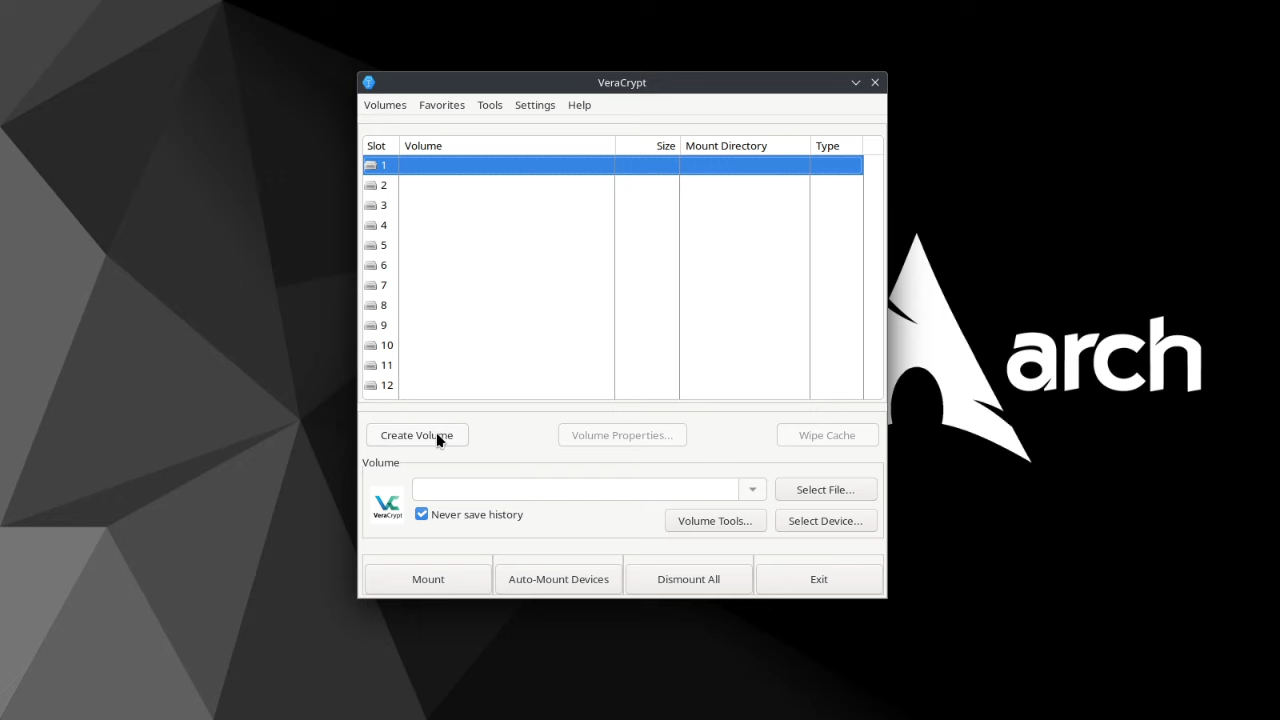 VeraCrypt
Volumes Favorites Tools Settings Help
Slot Volume Size Mount Directory Type
1
2
3
4
5
6
7
8
9
10
11
12
Create Volume Volume Properties... Wipe Cache
Volume
VeraCrypt
Select File...
Never save history
Volume Tools... Select Device...
Mount Auto-Mount Devices Dismount All Exit
arch